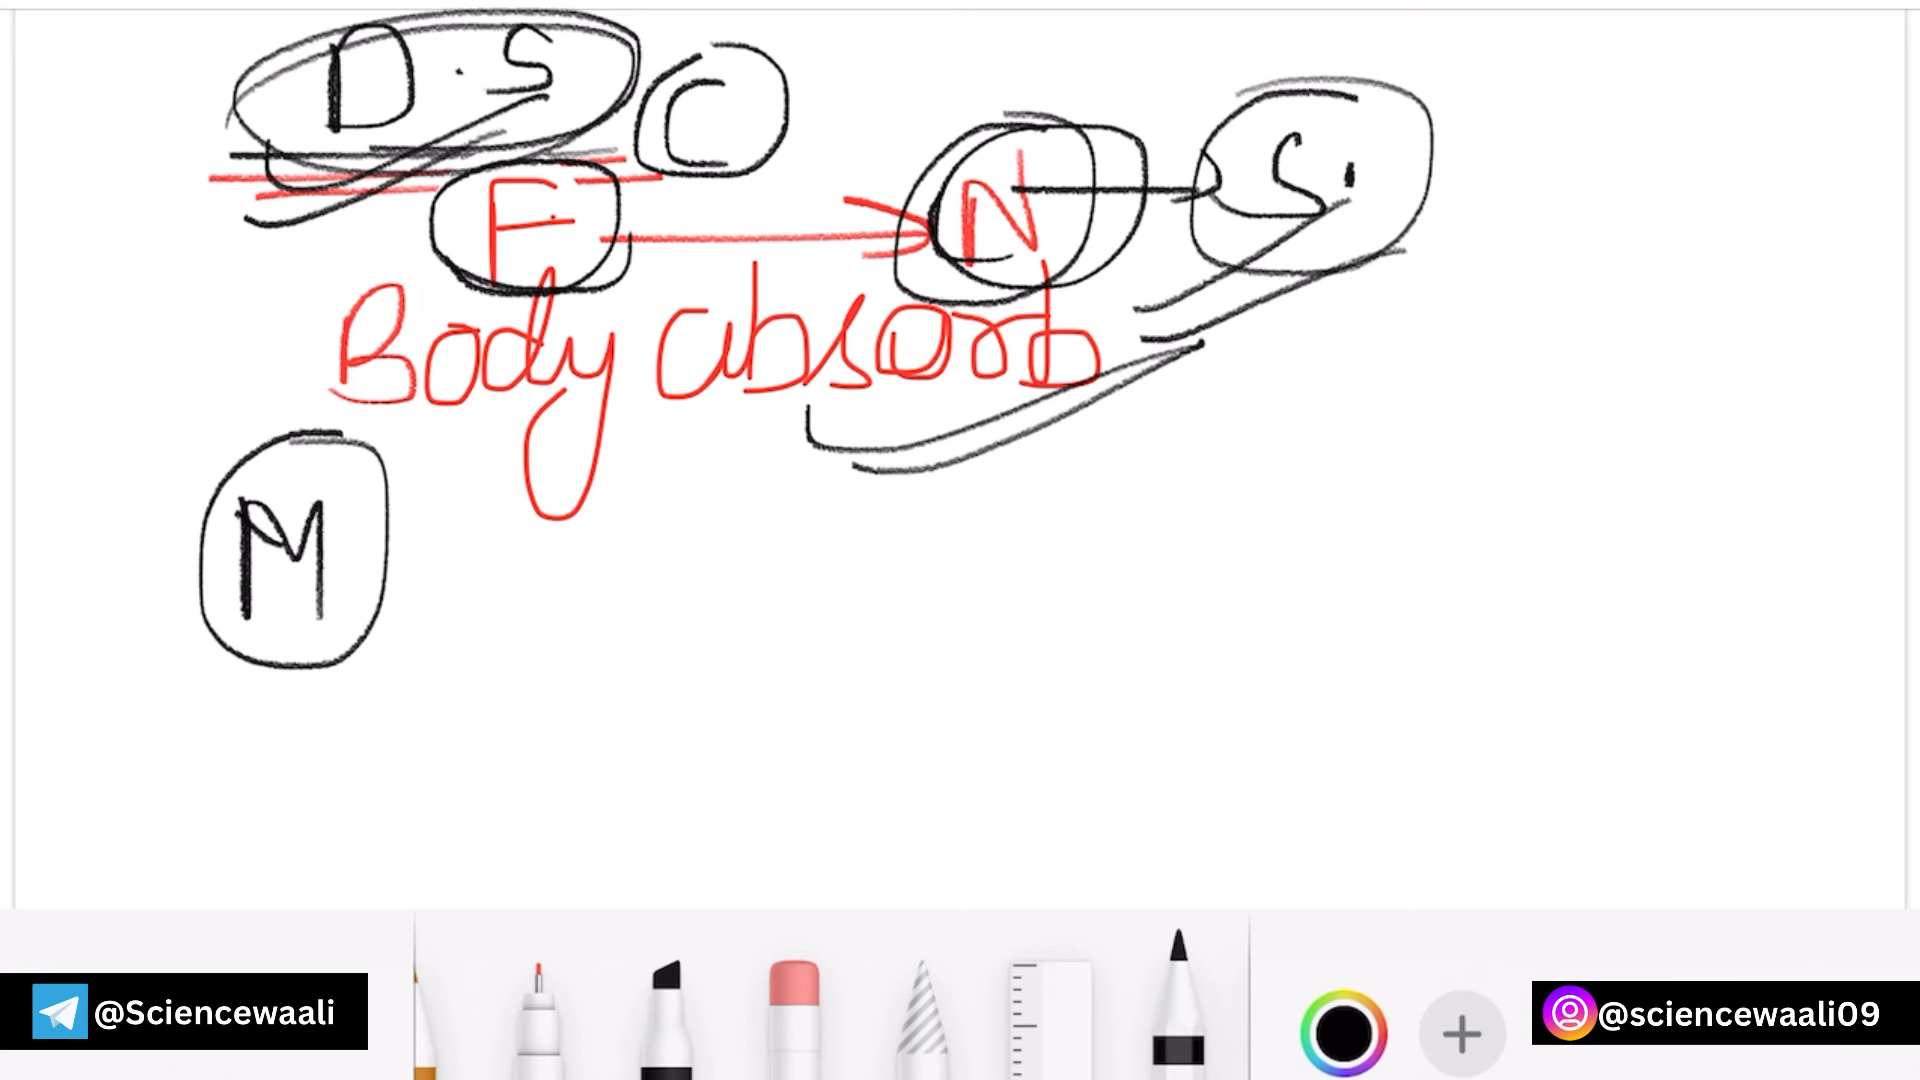 D.S C
F N S.
Body absorb
M
@Sciencewaali
@sciencewaali09